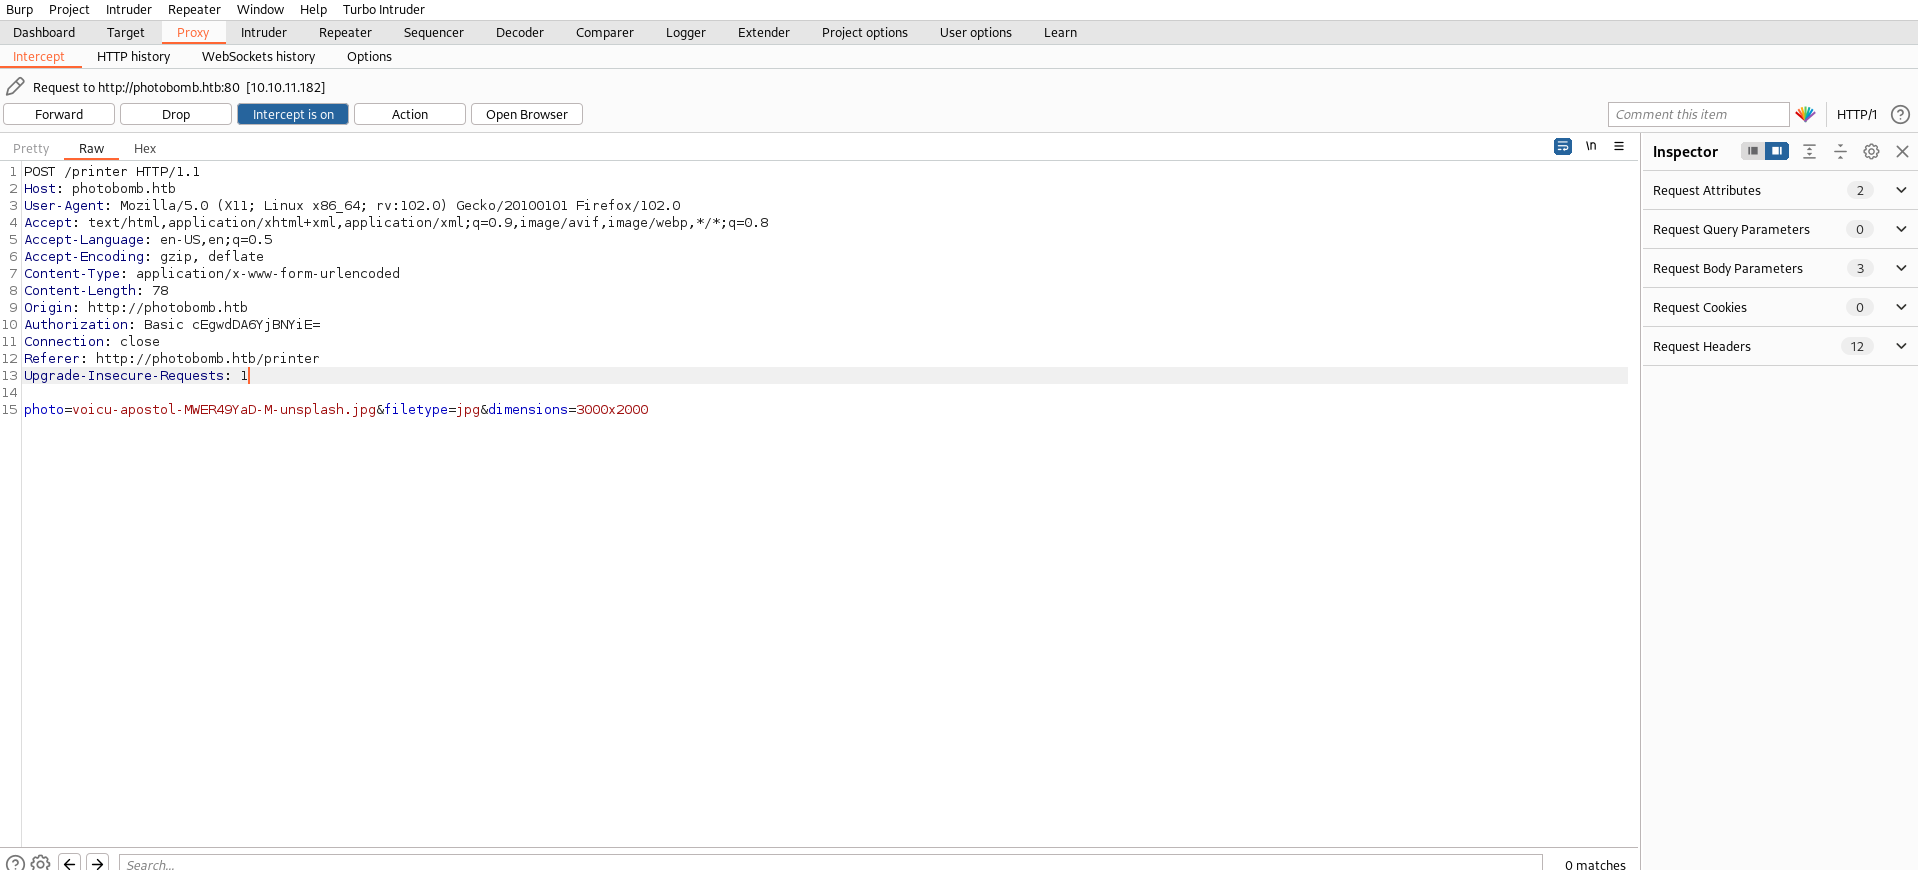 Burp Project Intruder Repeater Window Help Turbo Intruder
Dashboard Target Proxy Intruder Repeater Sequencer Decoder Comparer Logger Extender Project options User options Learn
Intercept HTTP history WebSockets history Options
Request to http://photobomb.htb:80 [10.10.11.182]
Forward Drop Intercept is on Action Open Browser Comment this item HTTP/1 ?
Pretty Raw Hex \n
1 POST /printer HTTP/1.1
2 Host: photobomb.htb
3 User-Agent: Mozilla/5.0 (X11; Linux x86_64; rv:102.0) Gecko/20100101 Firefox/102.0
4 Accept: text/html,application/xhtml+xml,application/xml;q=0.9,image/avif,image/webp,*/*;q=0.8
5 Accept-Language: en-US,en;q=0.5
6 Accept-Encoding: gzip, deflate
7 Content-Type: application/x-www-form-urlencoded
8 Content-Length: 78
9 Origin: http://photobomb.htb
10 Authorization: Basic cEgwdDA6YjBNYiE=
11 Connection: close
12 Referer: http://photobomb.htb/printer
13 Upgrade-Insecure-Requests: 1
14
15 photo=voicu-apostol-MWER49YaD-M-unsplash.jpg&filetype=jpg&dimensions=3000x2000
Inspector
Request Attributes 2
Request Query Parameters 0
Request Body Parameters 3
Request Cookies 0
Request Headers 12
? Search... 0 matches